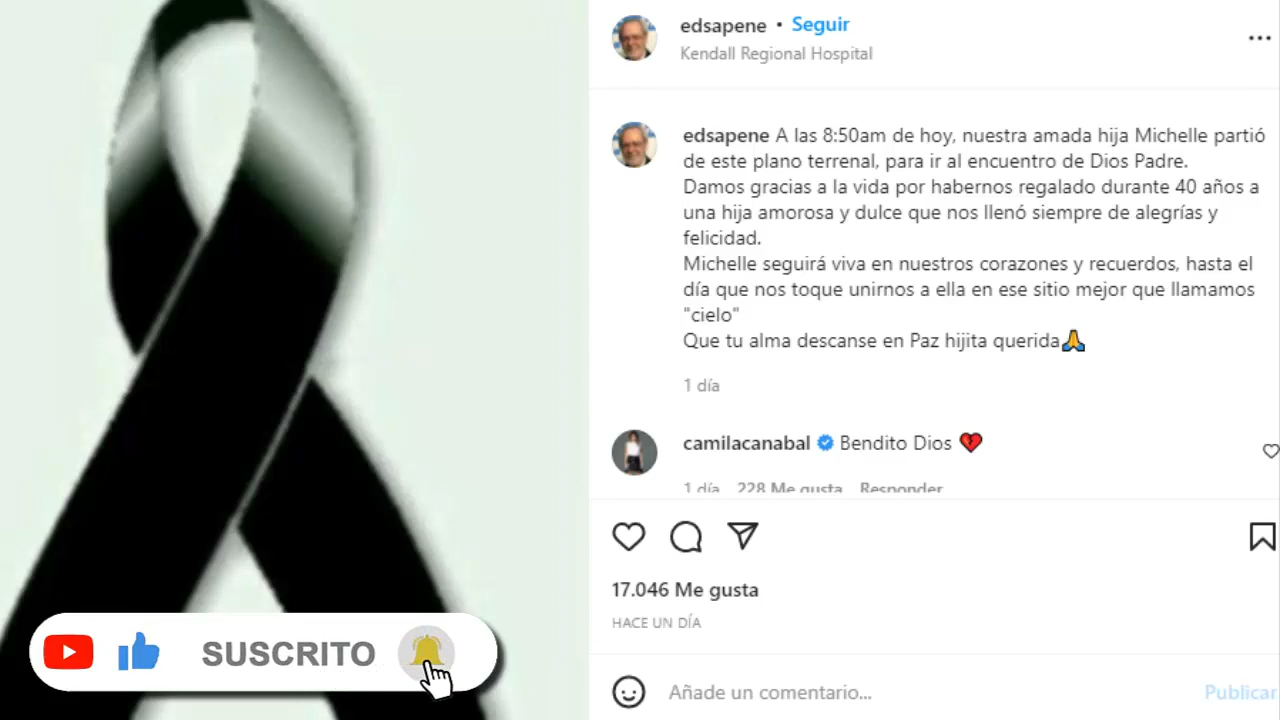 edsapene • Seguir
Kendall Regional Hospital
edsapene A las 8:50am de hoy, nuestra amada hija Michelle partió
de este plano terrenal, para ir al encuentro de Dios Padre.
Damos gracias a la vida por habernos regalado durante 40 años a
una hija amorosa y dulce que nos llenó siempre de alegrías y
felicidad.
Michelle seguirá viva en nuestros corazones y recuerdos, hasta el
día que nos toque unirnos a ella en ese sitio mejor que llamamos
"cielo"
Que tu alma descanse en Paz hijita querida🙏
1 día
camilacanabal Bendito Dios 💔
1 día 228 Me gusta Responder
17.046 Me gusta
HACE UN DÍA
Añade un comentario... Publicar
SUSCRITO